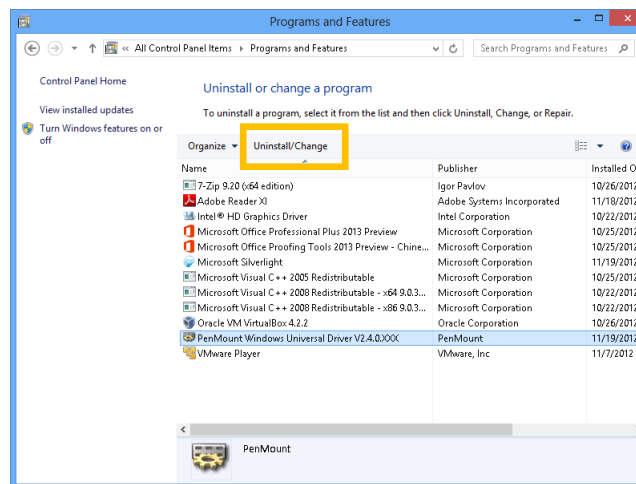 Programs and Features
« All Control Panel Items ▸ Programs and Features
Search Programs and Features
Control Panel Home
View installed updates
Turn Windows features on or
off
Uninstall or change a program
To uninstall a program, select it from the list and then click Uninstall, Change, or Repair.
Organize Uninstall/Change
Name Publisher Installed O
7-Zip 9.20 (x64 edition) Igor Pavlov 10/26/2012
Adobe Reader XI Adobe Systems Incorporated 11/18/2012
Intel® HD Graphics Driver Intel Corporation 10/22/2012
Microsoft Office Professional Plus 2013 Preview Microsoft Corporation 10/25/2012
Microsoft Office Proofing Tools 2013 Preview - Chine... Microsoft Corporation 10/25/2012
Microsoft Silverlight Microsoft Corporation 11/19/2012
Microsoft Visual C++ 2005 Redistributable Microsoft Corporation 10/25/2012
Microsoft Visual C++ 2008 Redistributable - x64 9.0.3... Microsoft Corporation 10/22/2012
Microsoft Visual C++ 2008 Redistributable - x86 9.0.3... Microsoft Corporation 10/22/2012
Oracle VM VirtualBox 4.2.2 Oracle Corporation 10/26/2012
PenMount Windows Universal Driver V2.4.0.XXX PenMount 11/19/2012
VMware Player VMware, Inc 11/7/2012
PenMount